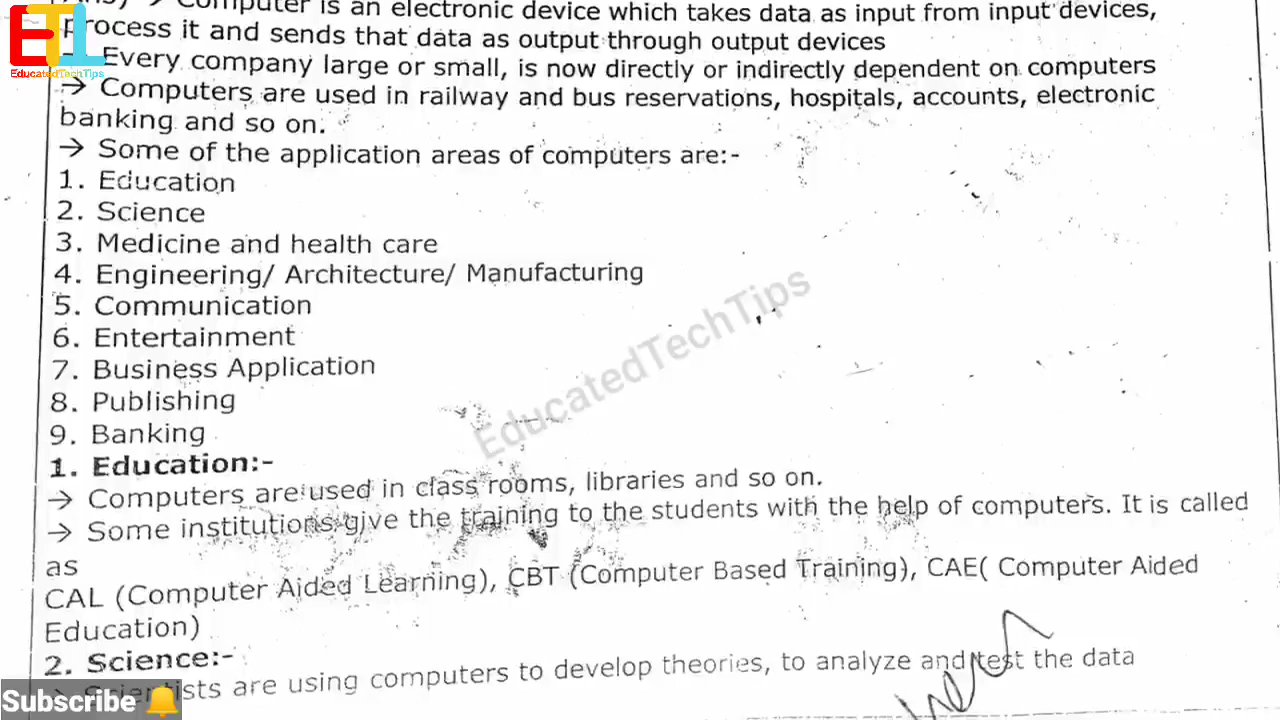 ETL
EducatedTechTips
Computer is an electronic device which takes data as input from input devices,
Process it and sends that data as output through output devices
→ Every company large or small, is now directly or indirectly dependent on computers
→ Computers are used in railway and bus reservations, hospitals, accounts, electronic
banking and so on.
→ Some of the application areas of computers are:-
1. Education
2. Science
3. Medicine and health care
4. Engineering/ Architecture/ Manufacturing
5. Communication
6. Entertainment
7. Business Application
8. Publishing
9. Banking
EducatedTechTips
1. Education:-
→ Computers are used in class rooms, libraries and so on.
→ Some institutions give the training to the students with the help of computers. It is called
as
CAL (Computer Aided Learning), CBT (Computer Based Training), CAE( Computer Aided
Education)
2. Science:-
→ Scientists are using computers to develop theories, to analyze and test the data
Subscribe